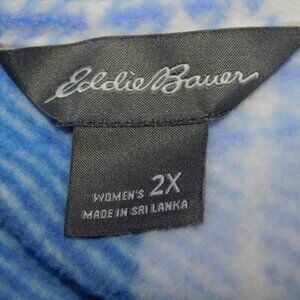 Eddie Bauer
WOMEN'S 2X
MADE IN SRI LANKA